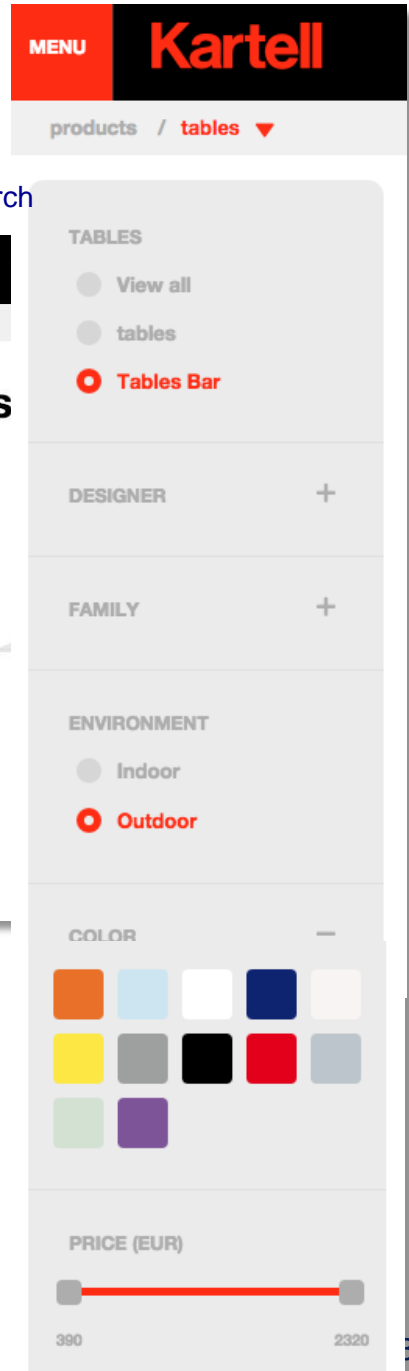 MENU Kartell
products / tables
rch
TABLES
View all
tables
s
Tables Bar
DESIGNER +
FAMILY +
ENVIRONMENT
Indoor
Outdoor
COLOR −
PRICE (EUR)
390 2320